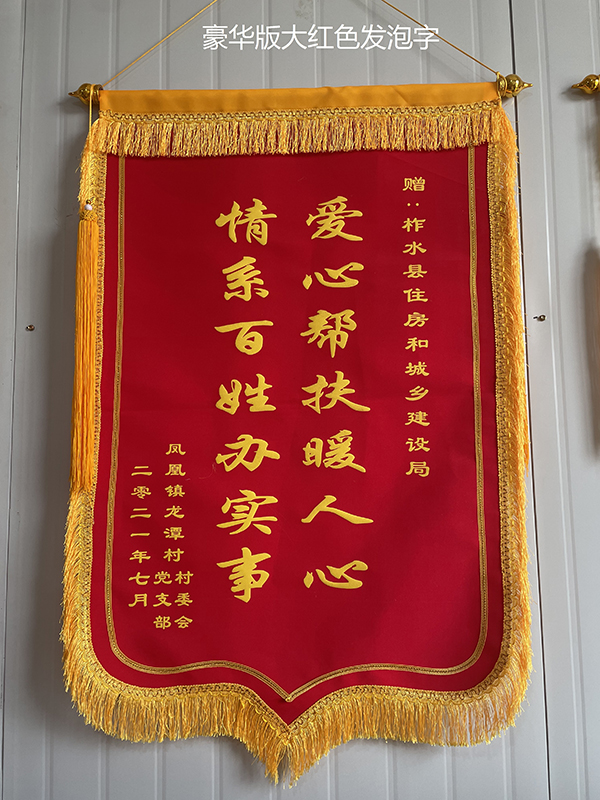 豪华版大红色发泡字
赠：柞水县住房和城乡建设局
爱心帮扶暖人心
情系百姓办实事
凤凰镇龙潭村党支部
村委会
二零二一年七月